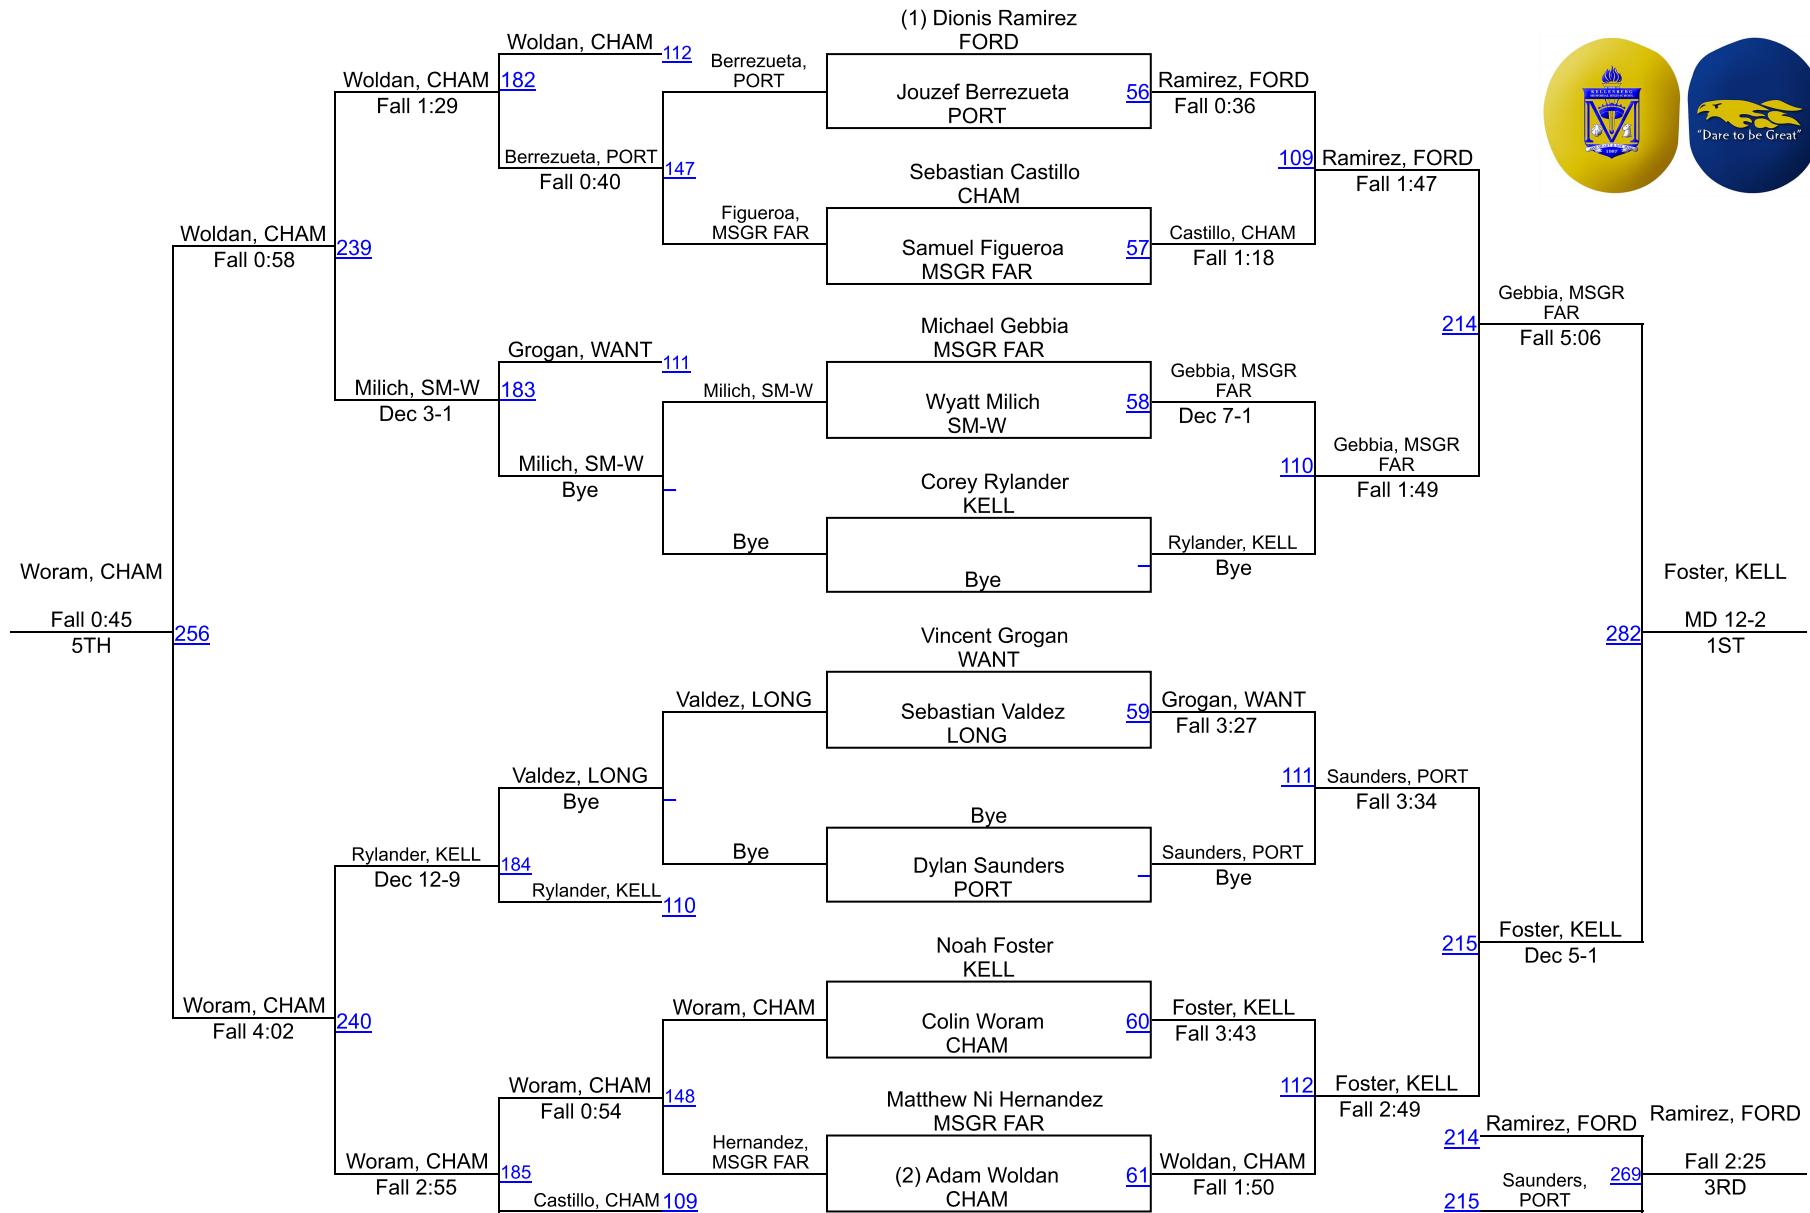 (1) Dionis Ramirez
FORD
Woldan, CHAM
112
Berrezueta,
PORT
Woldan, CHAM
182
Fall 1:29
Jouzef Berrezueta
PORT
56
Ramirez, FORD
Fall 0:36
KELLENBERG
"Dare to be Great"
Berrezueta, PORT
147
Fall 0:40
Sebastian Castillo
CHAM
109
Ramirez, FORD
Fall 1:47
Figueroa,
MSGR FAR
Woldan, CHAM
239
Fall 0:58
Samuel Figueroa
MSGR FAR
57
Castillo, CHAM
Fall 1:18
Gebbia, MSGR
FAR
214
Fall 5:06
Michael Gebbia
MSGR FAR
Grogan, WANT
111
Milich, SM-W
183
Dec 3-1
Milich, SM-W
Wyatt Milich
SM-W
58
Gebbia, MSGR
FAR
Dec 7-1
Gebbia, MSGR
FAR
110
Fall 1:49
Milich, SM-W
Bye
Corey Rylander
KELL
Bye
Bye
Rylander, KELL
Bye
Woram, CHAM
Fall 0:45
5TH
256
Foster, KELL
282
MD 12-2
1ST
Vincent Grogan
WANT
Valdez, LONG
Sebastian Valdez
LONG
59
Grogan, WANT
Fall 3:27
Valdez, LONG
Bye
111
Saunders, PORT
Fall 3:34
Bye
Bye
Dylan Saunders
PORT
Saunders, PORT
Bye
Rylander, KELL
184
Dec 12-9
Rylander, KELL
110
215
Foster, KELL
Dec 5-1
Noah Foster
KELL
Woram, CHAM
240
Fall 4:02
Woram, CHAM
Colin Woram
CHAM
60
Foster, KELL
Fall 3:43
Woram, CHAM
148
Fall 0:54
112
Foster, KELL
Fall 2:49
Matthew Ni Hernandez
MSGR FAR
Hernandez,
MSGR FAR
Woram, CHAM
185
Fall 2:55
(2) Adam Woldan
CHAM
61
Woldan, CHAM
Fall 1:50
Castillo, CHAM
109
214
Ramirez, FORD
Ramirez, FORD
269
Fall 2:25
3RD
Saunders,
PORT
215